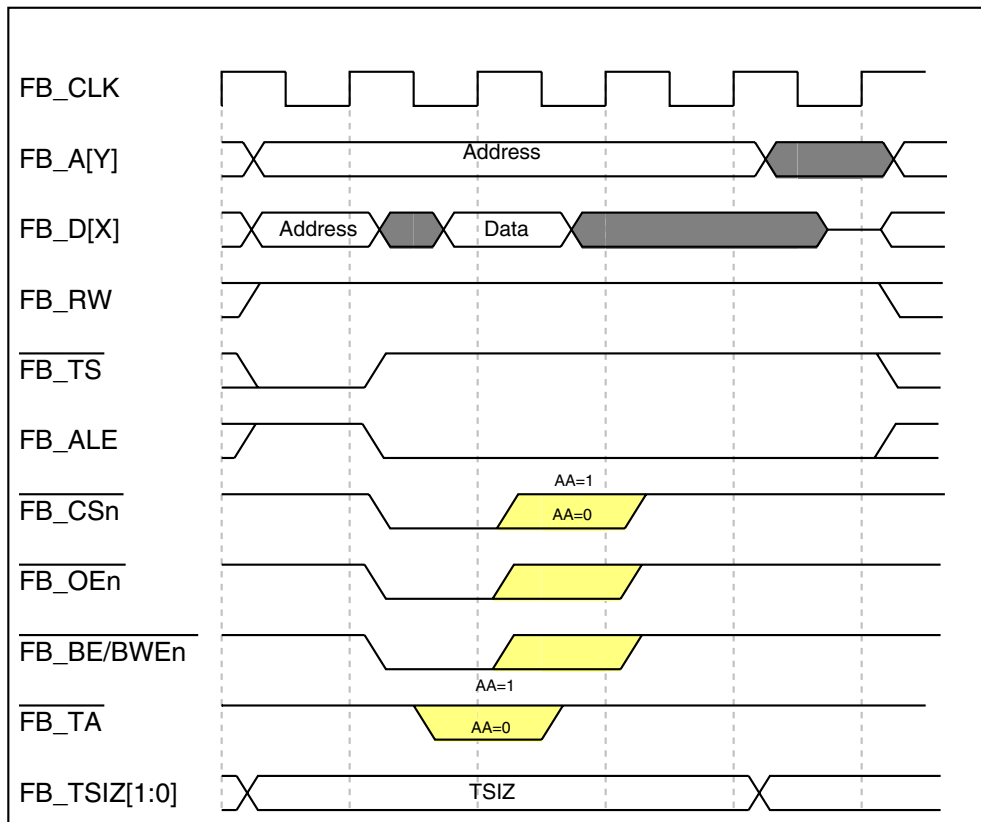 FB_CLK
FB_A[Y] Address
FB_D[X] Address Data
FB_RW
FB_TS
FB_ALE
AA=1
FB_CSn AA=0
FB_OEn
FB_BE/BWEn
AA=1
FB_TA AA=0
FB_TSIZ[1:0] TSIZ